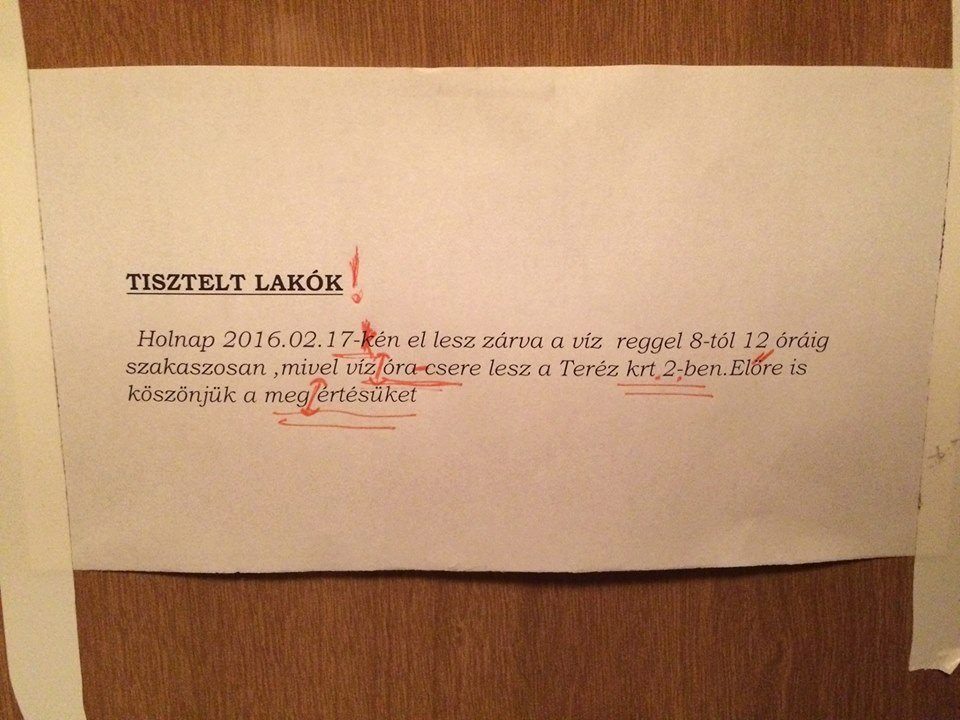 TISZTELT LAKÓK!
Holnap 2016.02.17-kén el lesz zárva a víz reggel 8-tól 12 óráig
szakaszosan ,mivel víz óra-csere lesz a Teréz krt.2.-ben.Előre is
köszönjük a meg értésüket